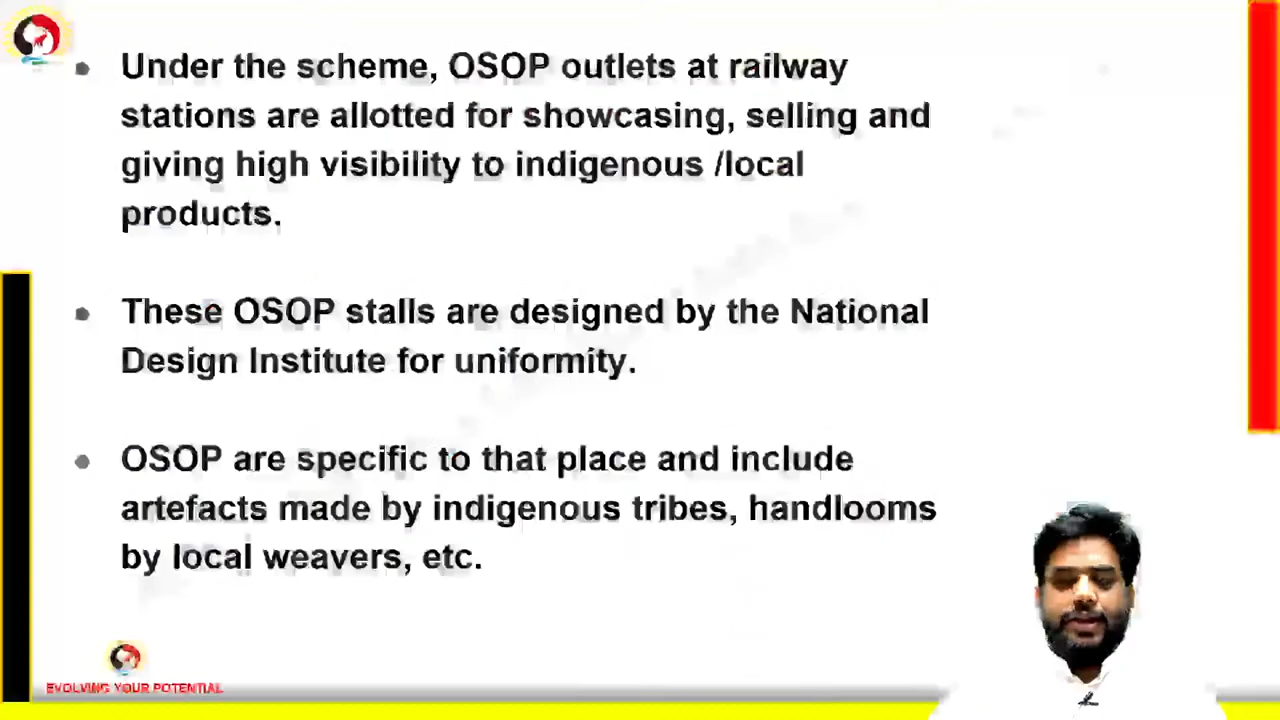 Under the scheme, OSOP outlets at railway
stations are allotted for showcasing, selling and
giving high visibility to indigenous /local
products.
These OSOP stalls are designed by the National
Design Institute for uniformity.
OSOP are specific to that place and include
artefacts made by indigenous tribes, handlooms
by local weavers, etc.
EVOLVING YOUR POTENTIAL